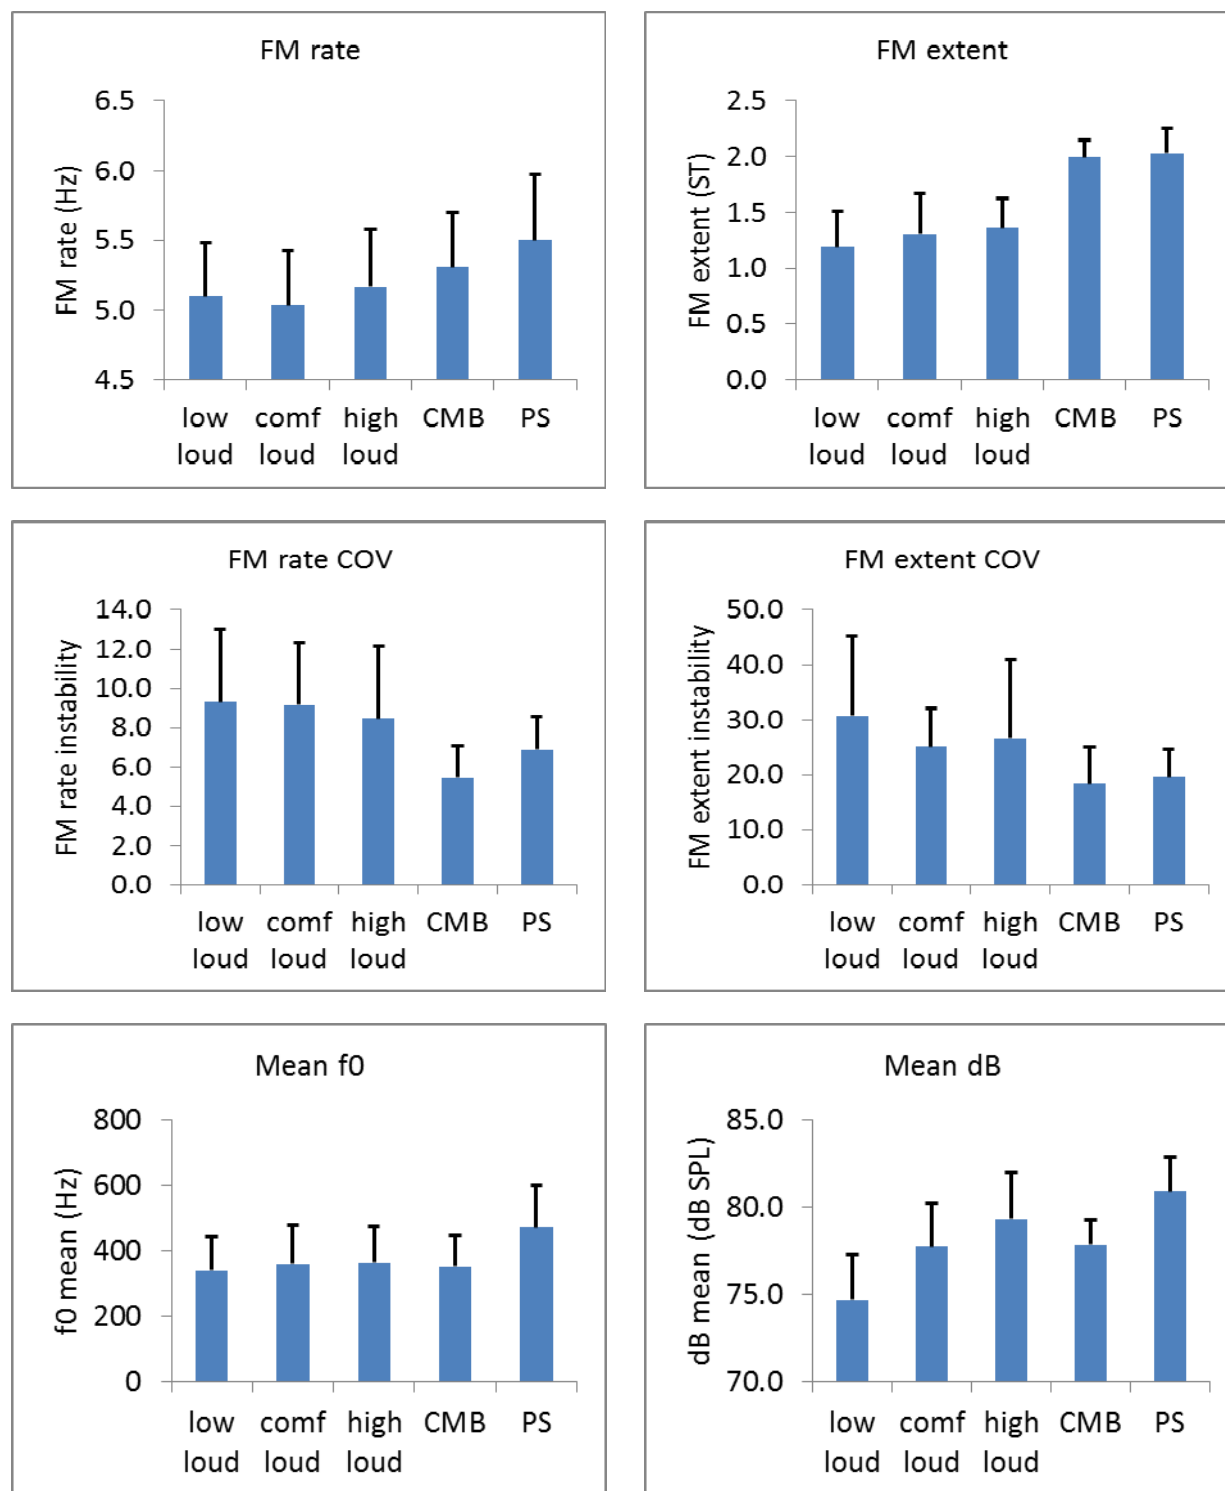 FM rate
FM rate (Hz)
6.5
6.0
5.5
5.0
4.5
low loud
comf loud
high loud
CMB
PS
FM extent
FM extent (ST)
2.5
2.0
1.5
1.0
0.5
0.0
low loud
comf loud
high loud
CMB
PS
FM rate COV
FM rate instability
14.0
12.0
10.0
8.0
6.0
4.0
2.0
0.0
low loud
comf loud
high loud
CMB
PS
FM extent COV
FM extent instability
50.0
40.0
30.0
20.0
10.0
0.0
low loud
comf loud
high loud
CMB
PS
Mean f0
f0 mean (Hz)
800
600
400
200
0
low loud
comf loud
high loud
CMB
PS
Mean dB
dB mean (dB SPL)
85.0
80.0
75.0
70.0
low loud
comf loud
high loud
CMB
PS